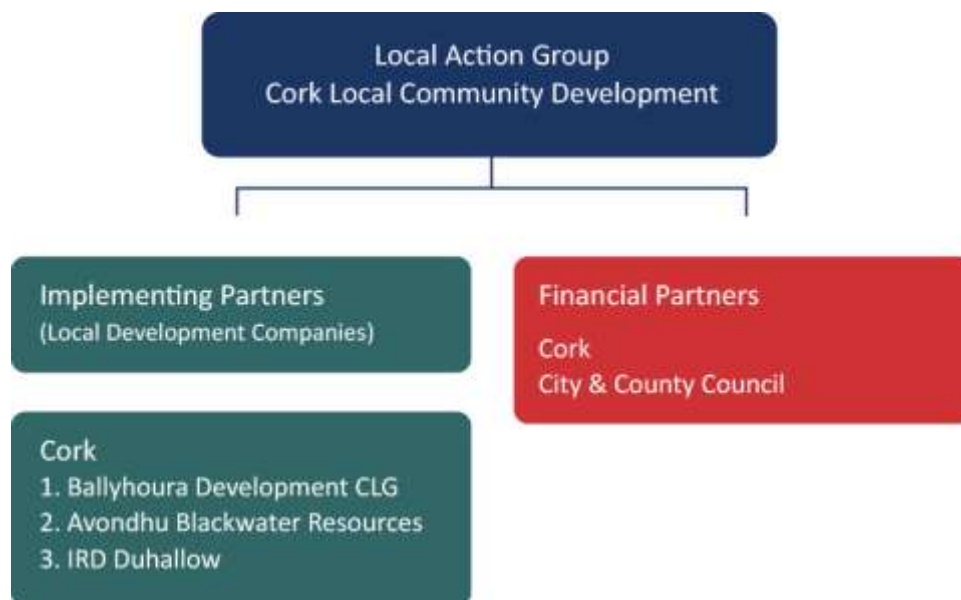 Local Action Group
Cork Local Community Development
Implementing Partners
(Local Development Companies)
Financial Partners
Cork
City & County Council
Cork
1. Ballyhoura Development CLG
2. Avondhu Blackwater Resources
3. IRD Duhallow